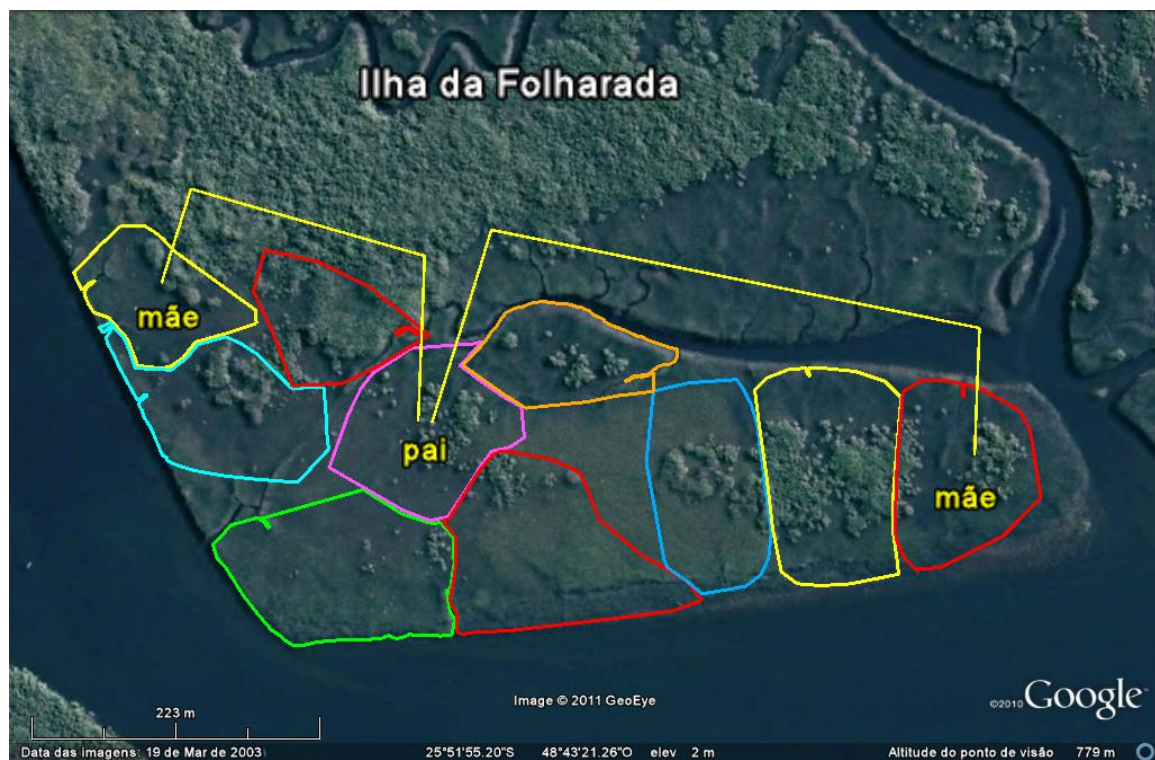 Ilha da Folharada
mãe
pai
mãe
Image © 2011 GeoEye
©2010 Google
223 m
Data das imagens: 19 de Mar de 2003 25°51'55.20"S 48°43'21.26"O elev 2 m Altitude do ponto de visão 779 m